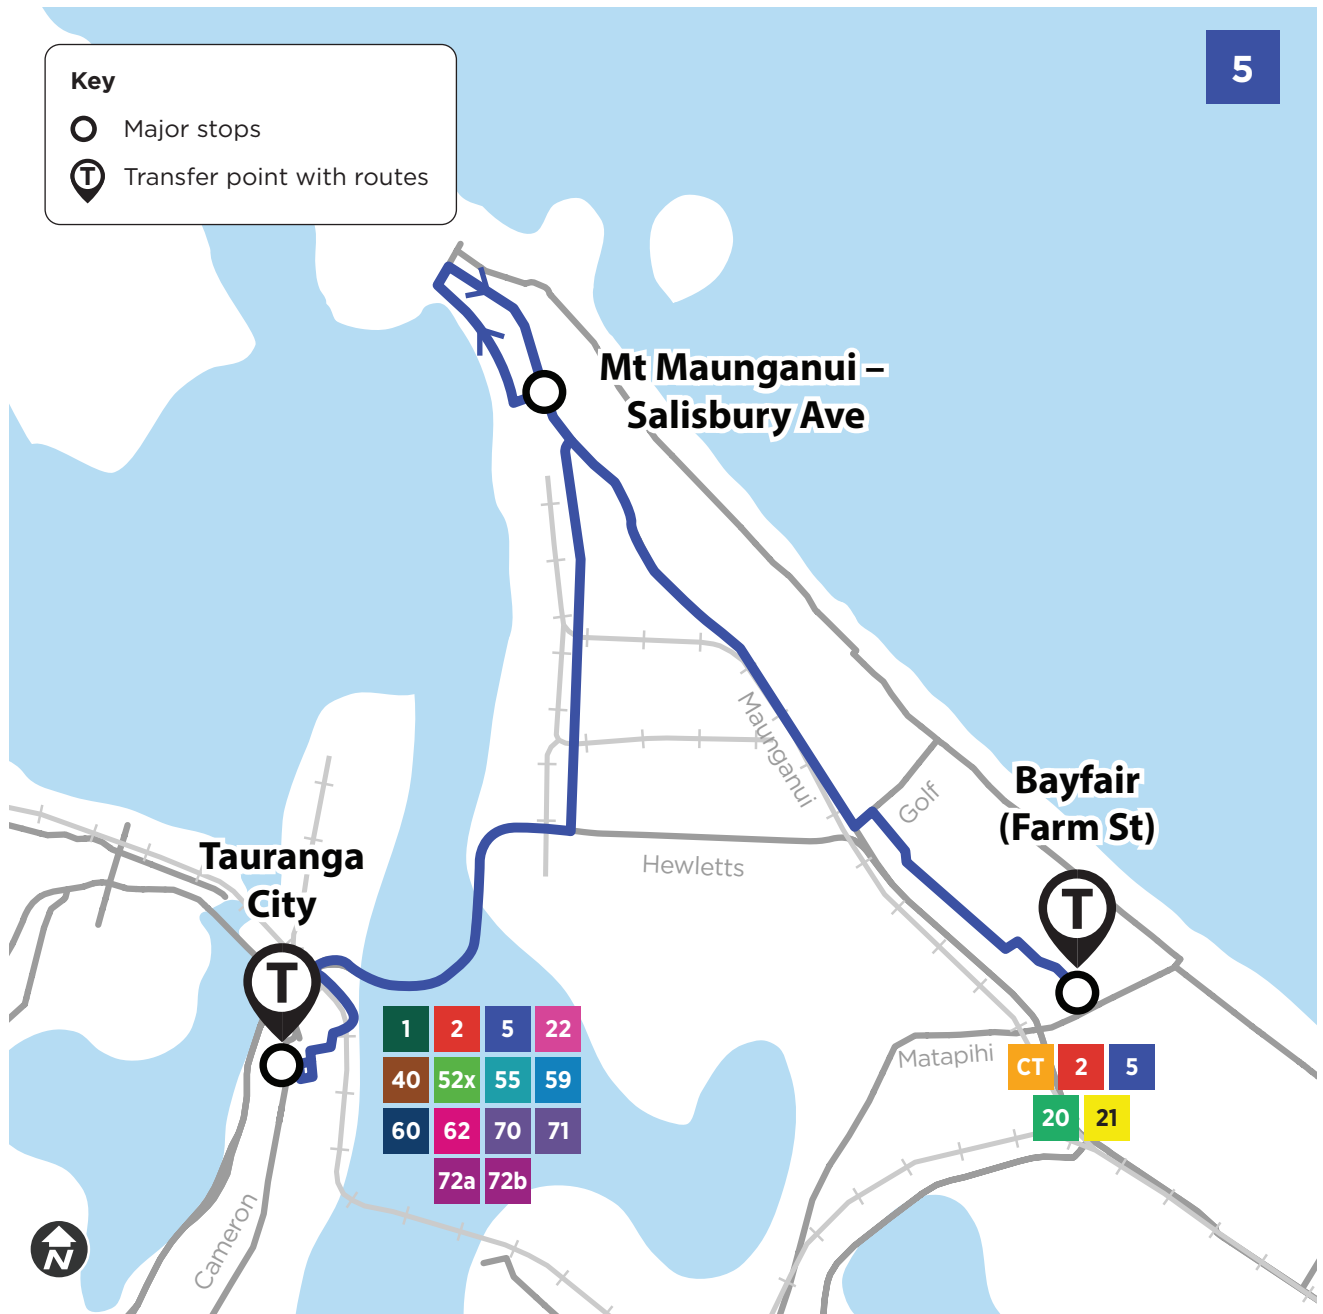 Key
Major stops
T
Transfer point with routes
5
Mt Maunganui –
Salisbury Ave
Maunganui
Golf
Bayfair
(Farm St)
T
Hewletts
Tauranga
City
T
1 2 5 22
40 52x 55 59
60 62 70 71
72a 72b
Matapihi
CT 2 5
20 21
Cameron
N